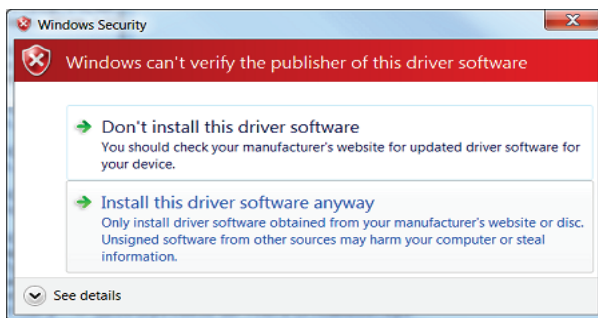 Windows Security
Windows can't verify the publisher of this driver software
Don't install this driver software
You should check your manufacturer's website for updated driver software for
your device.
Install this driver software anyway
Only install driver software obtained from your manufacturer's website or disc.
Unsigned software from other sources may harm your computer or steal
information.
See details